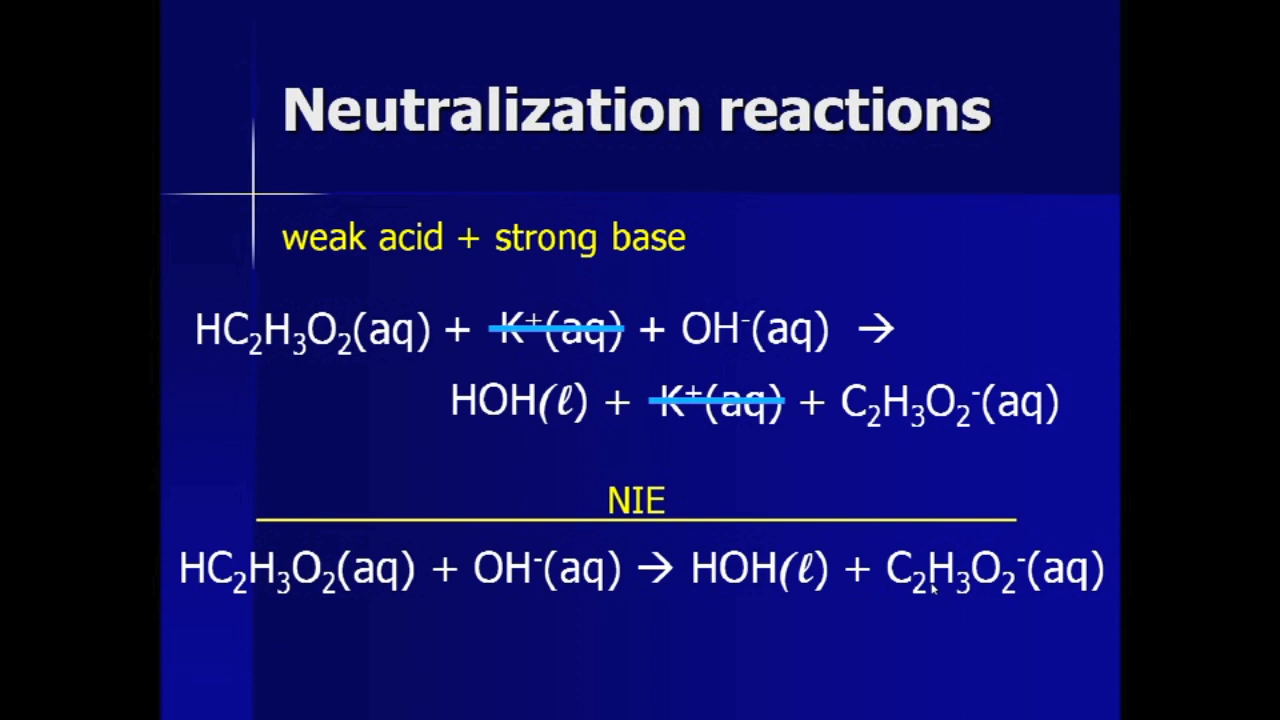 Neutralization reactions
weak acid + strong base
HC₂H₃O₂(aq) + K⁺(aq) + OH⁻(aq) →
HOH(ℓ) + K⁺(aq) + C₂H₃O₂⁻(aq)
NIE
HC₂H₃O₂(aq) + OH⁻(aq) → HOH(ℓ) + C₂H₃O₂⁻(aq)